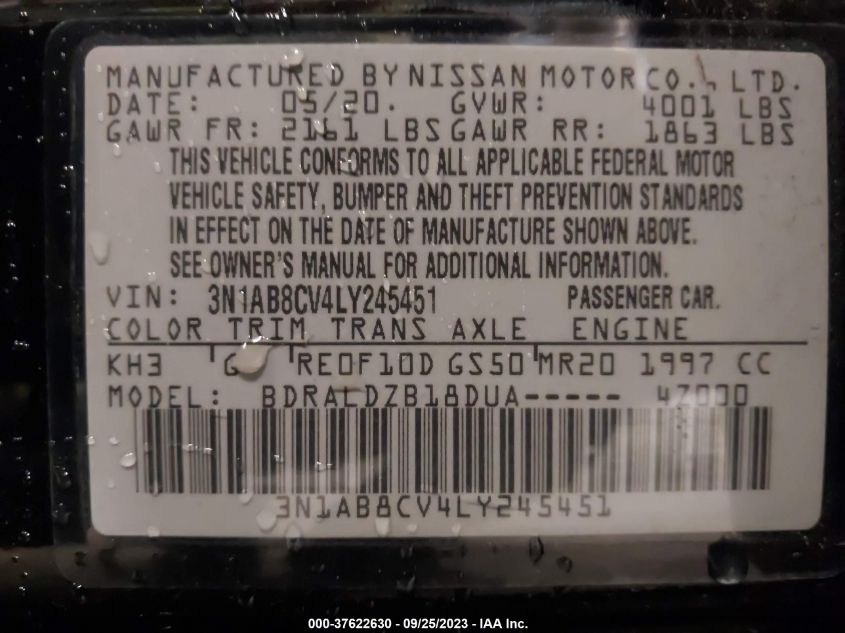 MANUFACTURED BY NISSAN MOTOR CO., LTD.
DATE: 05/20. GVWR: 4001 LBS
GAWR FR: 2161 LBS GAWR RR: 1863 LBS
THIS VEHICLE CONFORMS TO ALL APPLICABLE FEDERAL MOTOR
VEHICLE SAFETY, BUMPER AND THEFT PREVENTION STANDARDS
IN EFFECT ON THE DATE OF MANUFACTURE SHOWN ABOVE.
SEE OWNER'S MANUAL FOR ADDITIONAL INFORMATION.
VIN: 3N1AB8CV4LY245451 PASSENGER CAR.
COLOR TRIM TRANS AXLE ENGINE
KH3 G RE0F10D GS50 MR20 1997 CC
MODEL: BDRALDZB18DUA-----
3N1AB8CV4LY245451
000-37622630 - 09/25/2023 - IAA Inc.